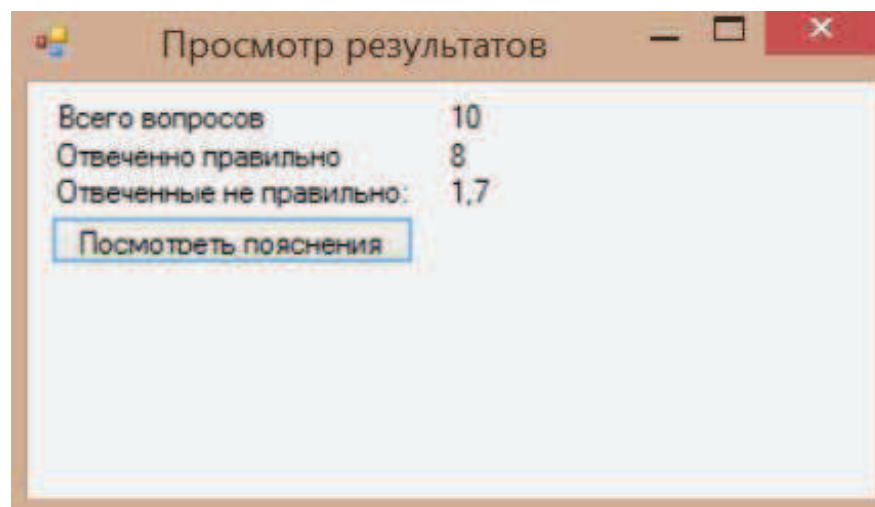 Просмотр результатов
Всего вопросов 10
Отвеченно правильно 8
Отвеченные не правильно: 1,7
Посмотреть пояснения